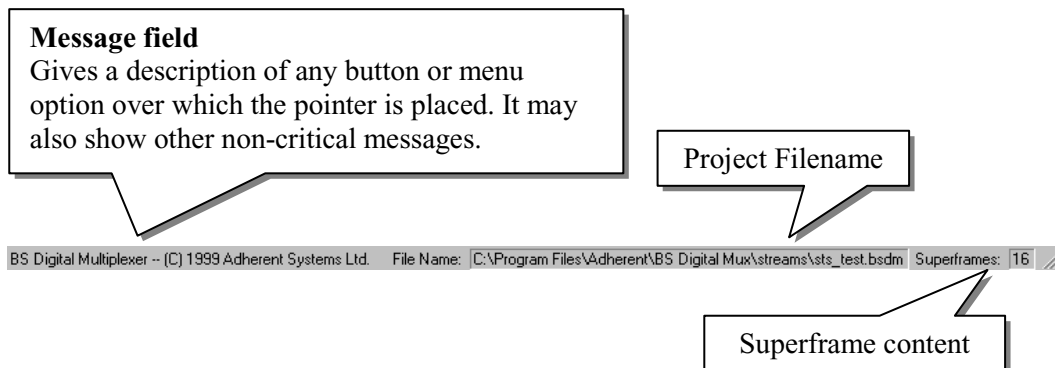 Message field
Gives a description of any button or menu
option over which the pointer is placed. It may
also show other non-critical messages.
Project Filename
BS Digital Multiplexer -- (C) 1999 Adherent Systems Ltd. File Name: C:\Program Files\Adherent\BS Digital Mux\streams\sts_test.bsdm Superframes: 16
Superframe content